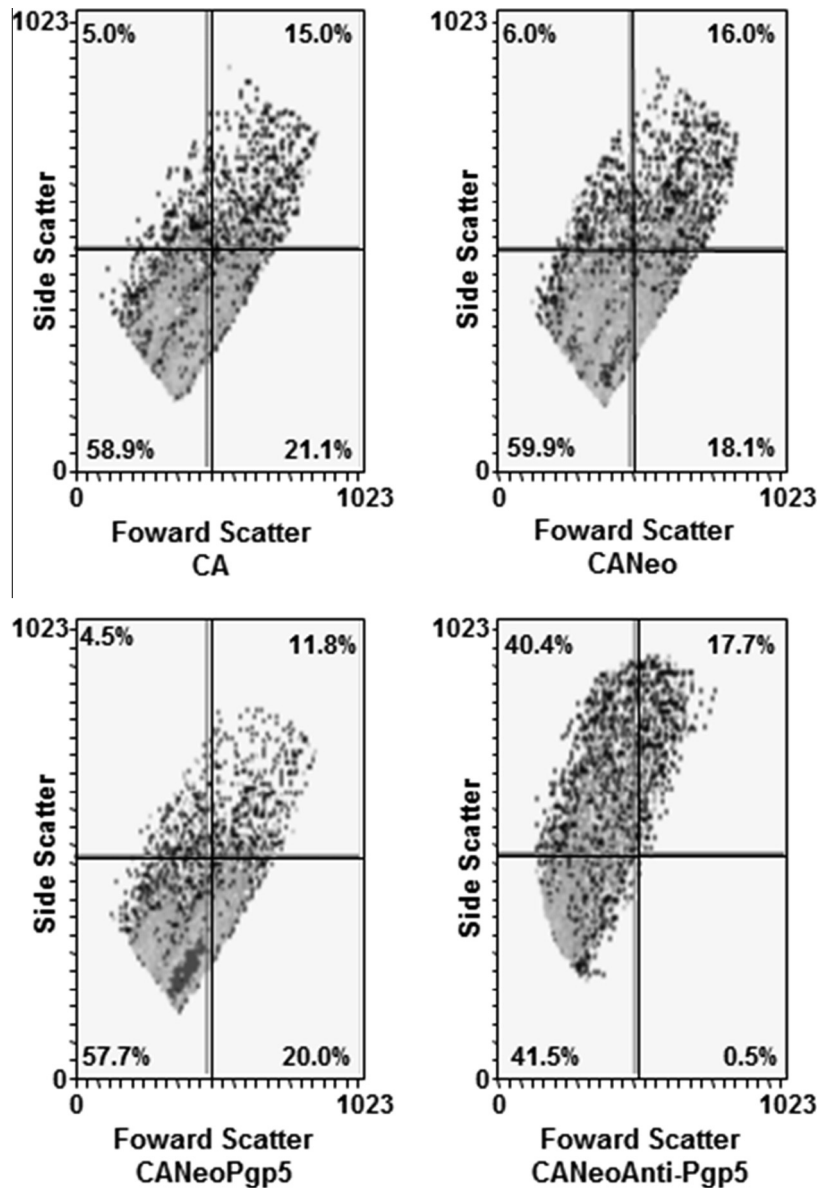 1023
5.0%
15.0%
Side Scatter
58.9%
21.1%
0
0
1023
Foward Scatter
CA
1023
6.0%
16.0%
Side Scatter
59.9%
18.1%
0
0
1023
Foward Scatter
CANeo
1023
4.5%
11.8%
Side Scatter
57.7%
20.0%
0
0
1023
Foward Scatter
CANeoPgp5
1023
40.4%
17.7%
Side Scatter
41.5%
0.5%
0
0
1023
Foward Scatter
CANeoAnti-Pgp5